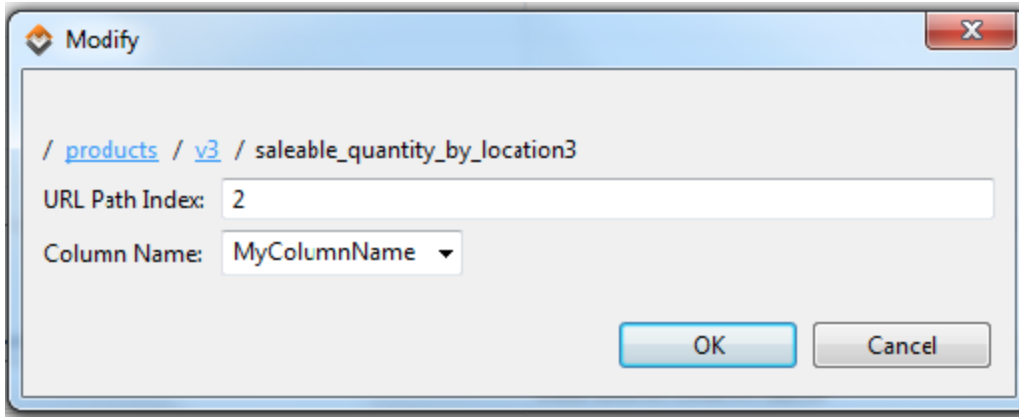 Modify
/ products / v3 / saleable_quantity_by_location3
URL Path Index: 2
Column Name: MyColumnName
OK Cancel